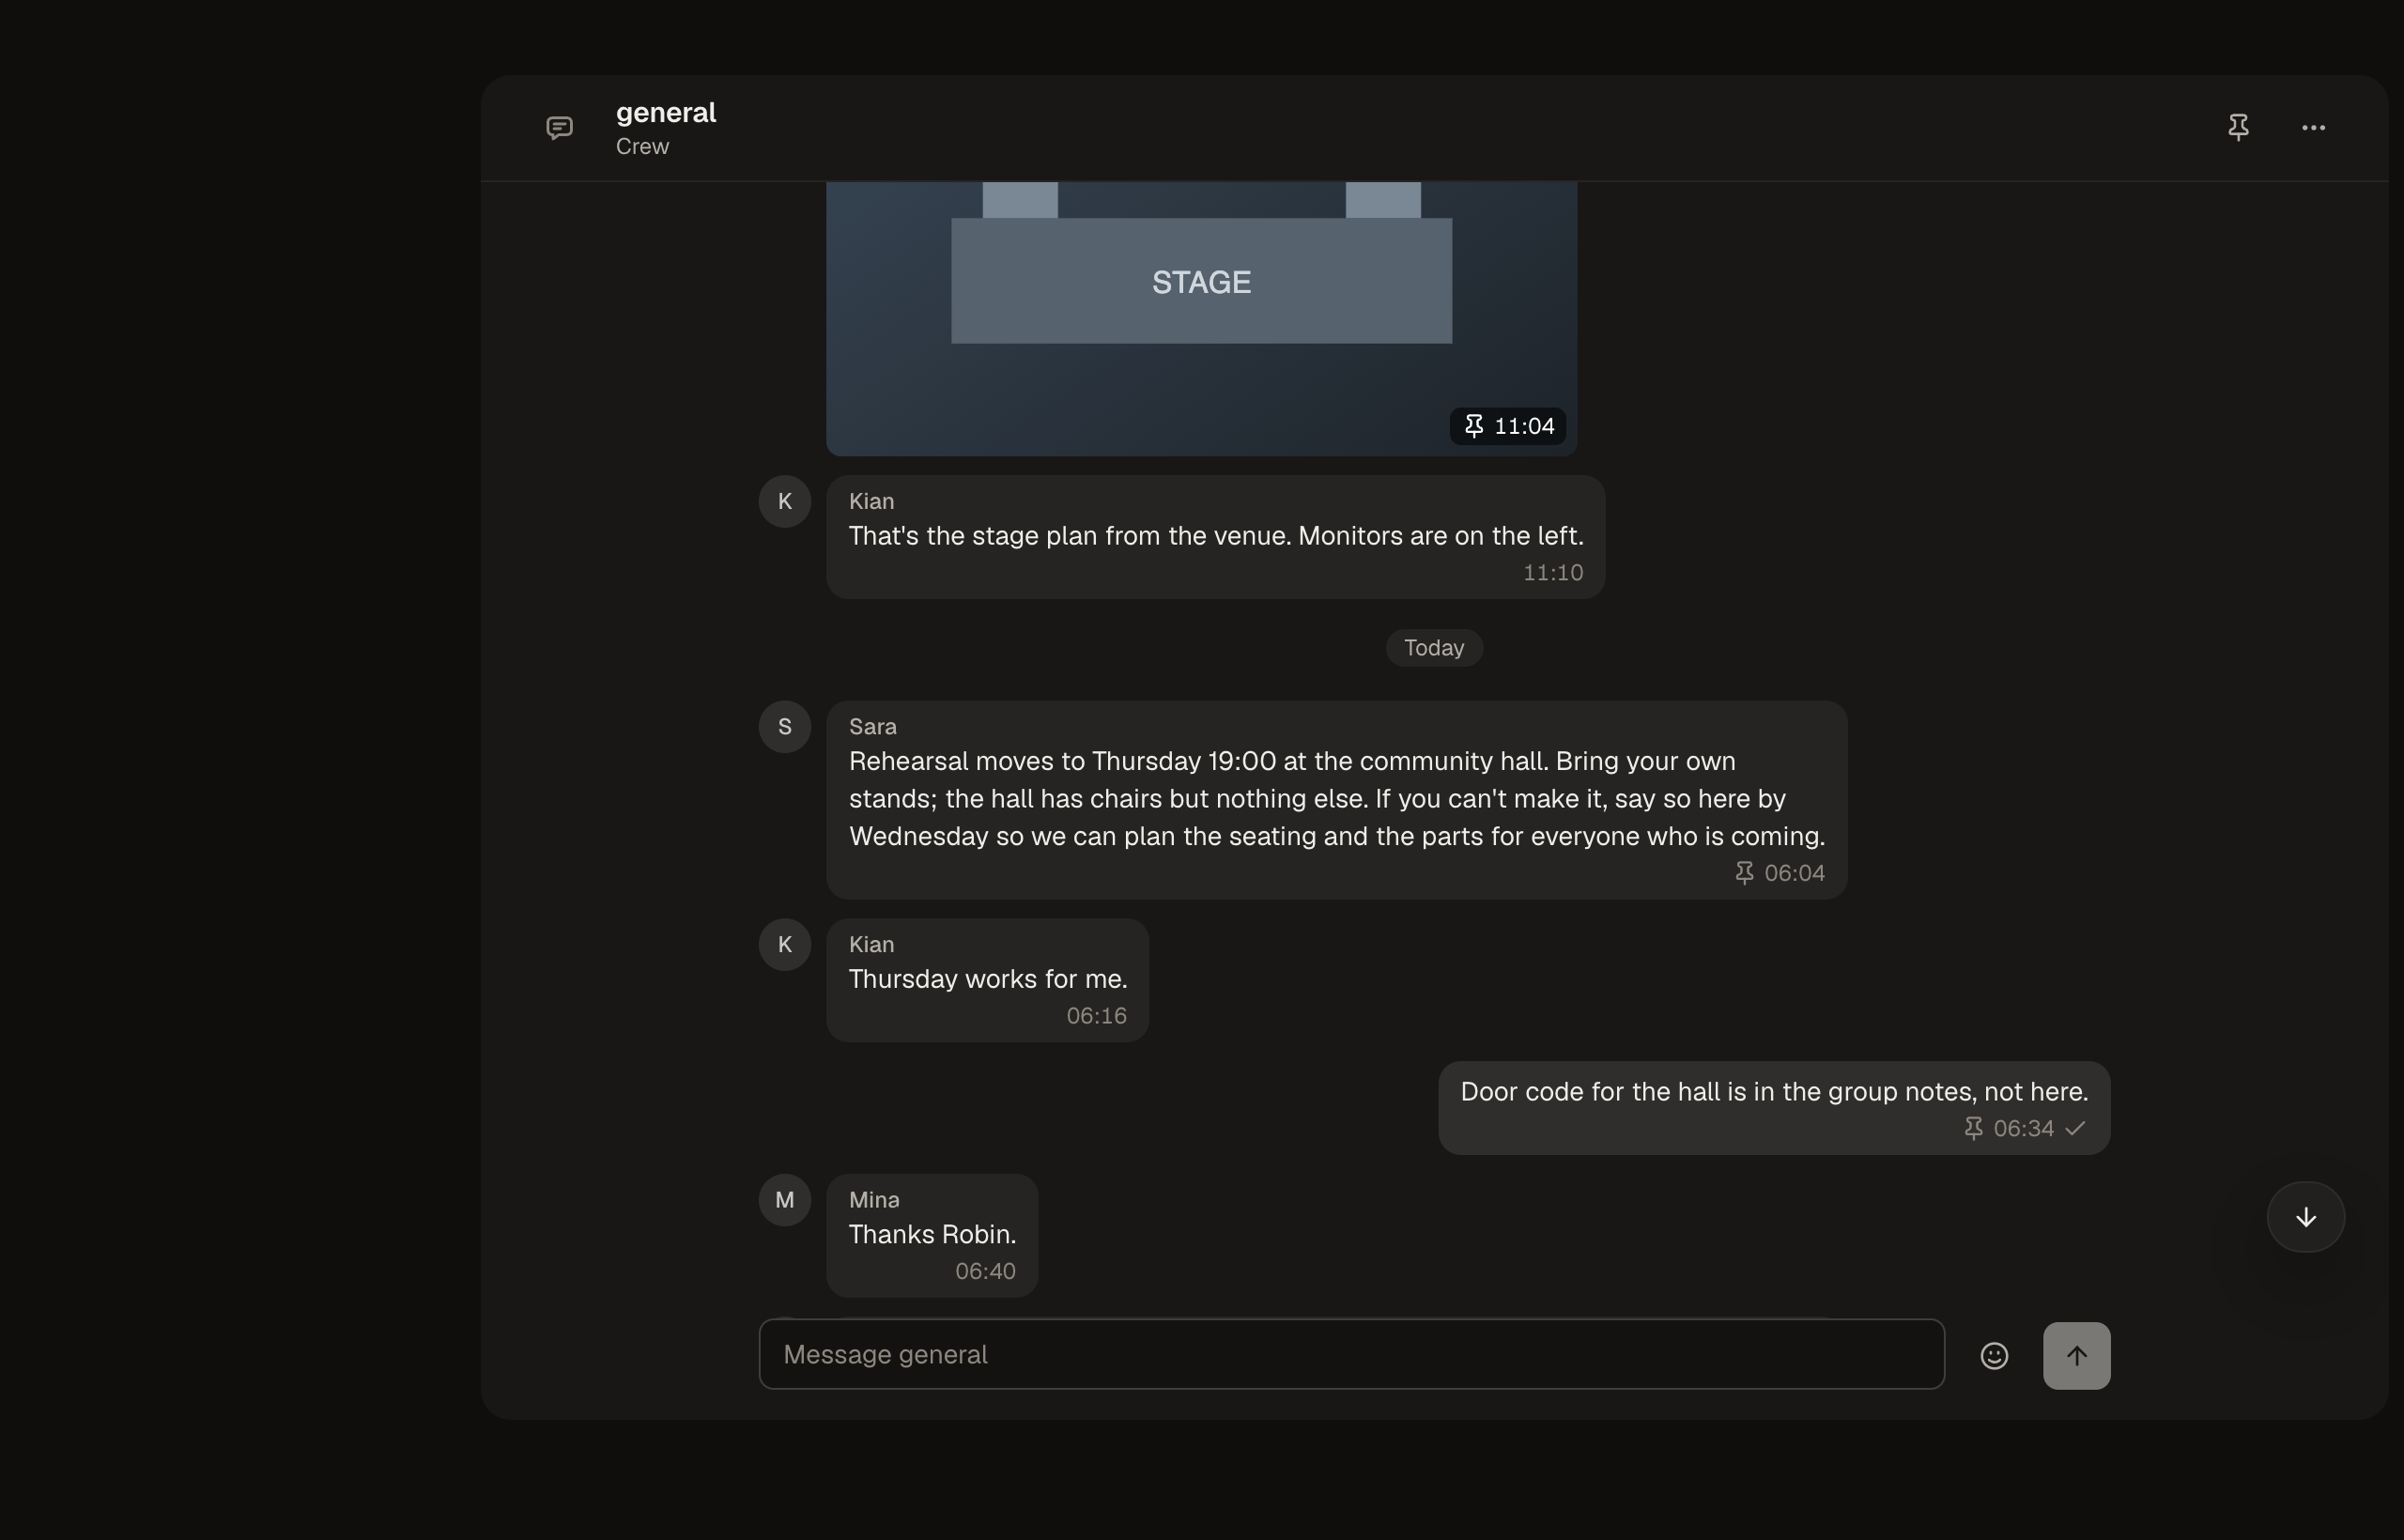 general
Crew
STAGE
11:04
K
Kian
That's the stage plan from the venue. Monitors are on the left.
11:10
Today
S
Sara
Rehearsal moves to Thursday 19:00 at the community hall. Bring your own
stands; the hall has chairs but nothing else. If you can't make it, say so here by
Wednesday so we can plan the seating and the parts for everyone who is coming.
06:04
K
Kian
Thursday works for me.
06:16
Door code for the hall is in the group notes, not here.
06:34
M
Mina
Thanks Robin.
06:40
Message general